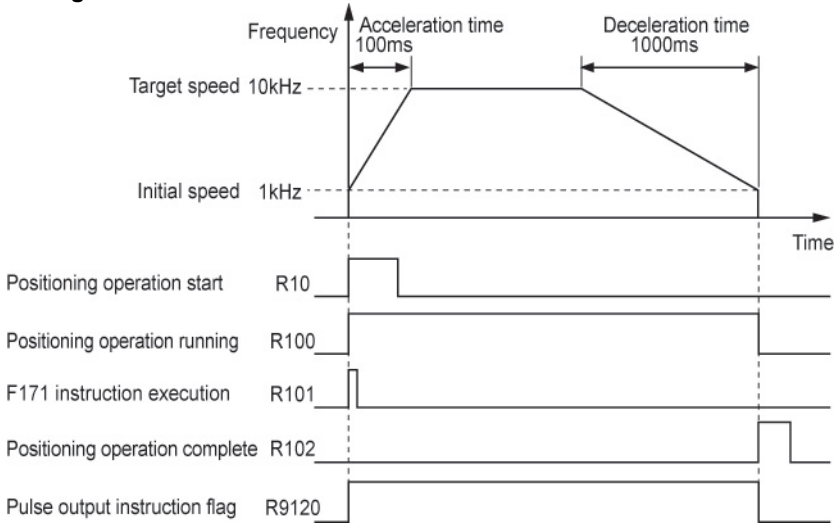 Frequency
Acceleration time
100ms
Deceleration time
1000ms
Target speed 10kHz
Initial speed 1kHz
Time
Positioning operation start R10
Positioning operation running R100
F171 instruction execution R101
Positioning operation complete R102
Pulse output instruction flag R9120